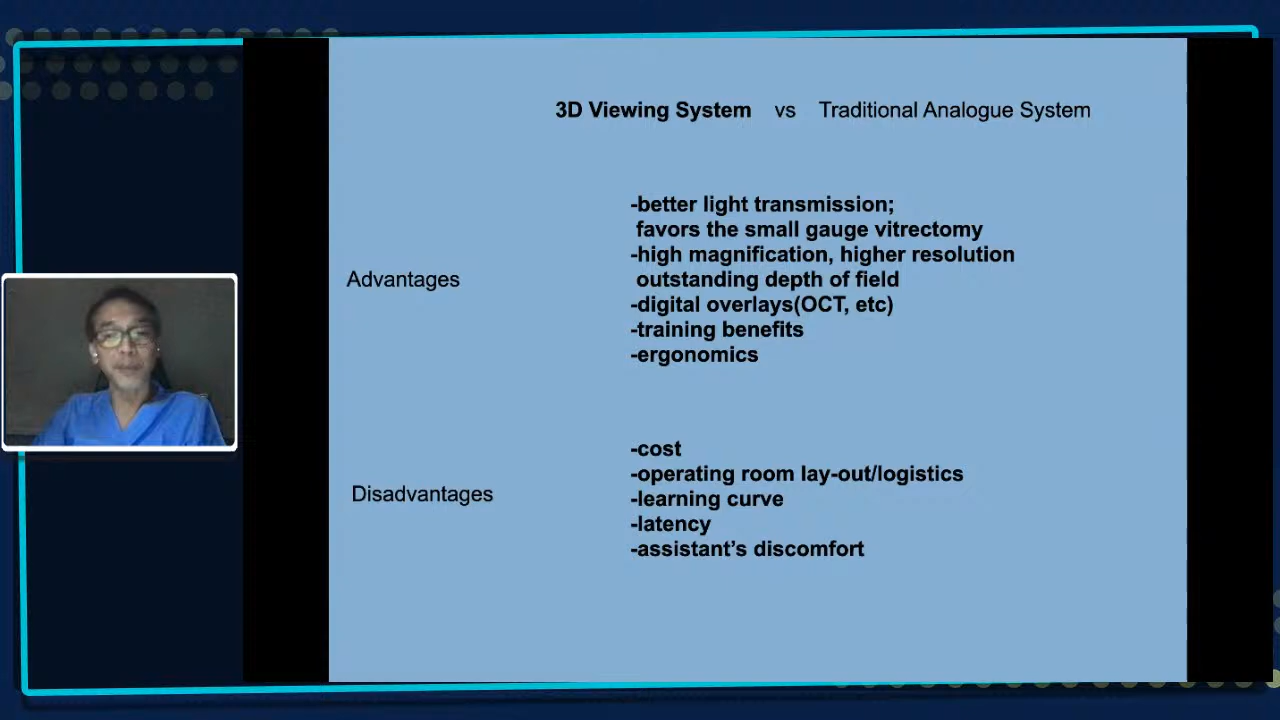 3D Viewing System vs Traditional Analogue System
Advantages
-better light transmission;
favors the small gauge vitrectomy
-high magnification, higher resolution
outstanding depth of field
-digital overlays(OCT, etc)
-training benefits
-ergonomics
Disadvantages
-cost
-operating room lay-out/logistics
-learning curve
-latency
-assistant’s discomfort